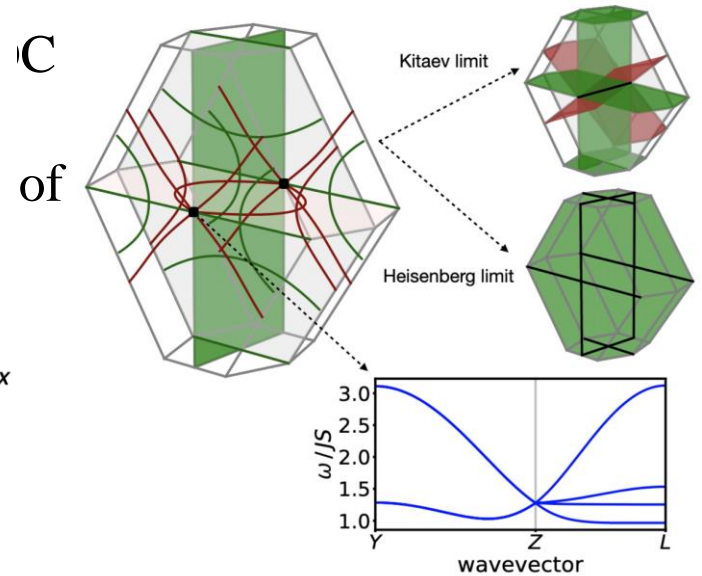 C
of
x
Kitaev limit
Heisenberg limit
ω/JS
3.0
2.5
2.0
1.5
1.0
Y Z L
wavevector